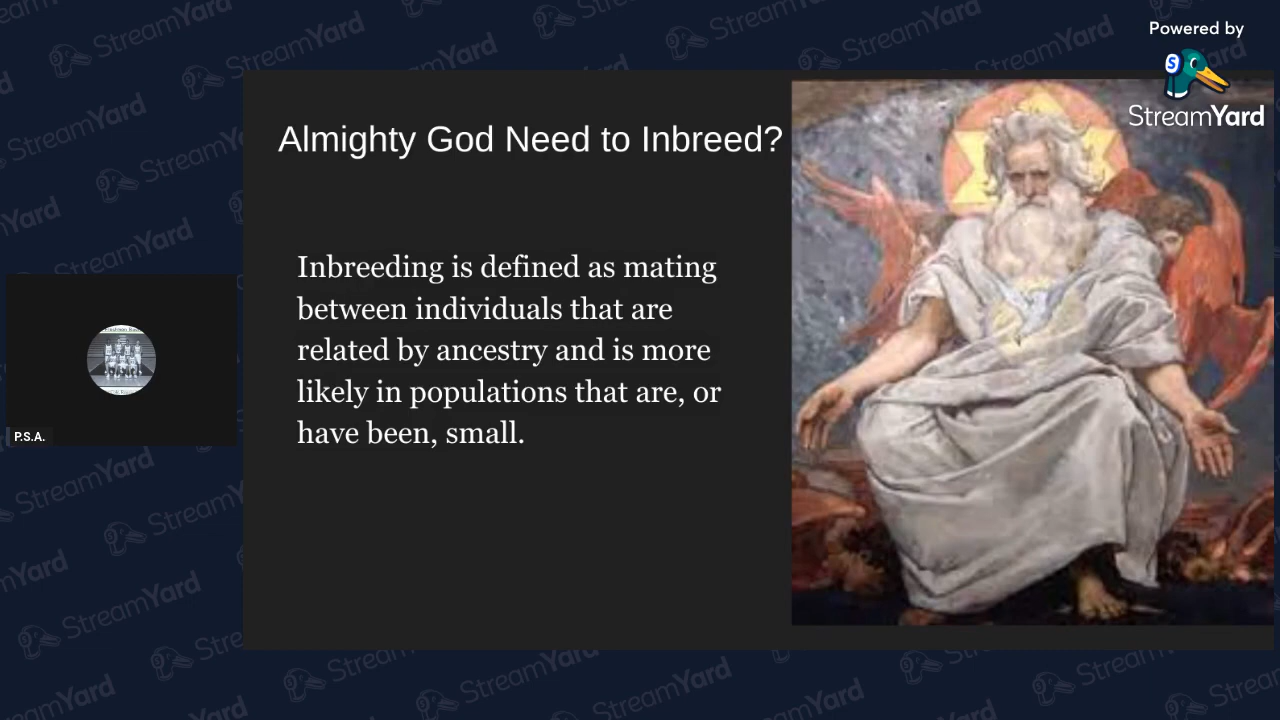 Powered by
StreamYard
Almighty God Need to Inbreed?
Inbreeding is defined as mating
between individuals that are
related by ancestry and is more
likely in populations that are, or
have been, small.
P.S.A.